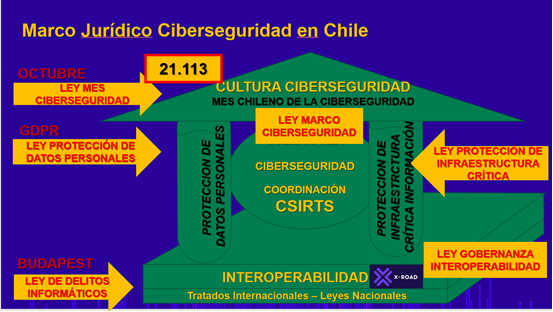 Marco Jurídico Ciberseguridad en Chile
21.113
OCTUBRE
LEY MES
CIBERSEGURIDAD
CULTURA CIBERSEGURIDAD
MES CHILENO DE LA CIBERSEGURIDAD
LEY MARCO
CIBERSEGURIDAD
GDPR
LEY PROTECCIÓN DE
DATOS PERSONALES
PROTECCION DE
DATOS PERSONALES
CIBERSEGURIDAD
COORDINACIÓN
CSIRTS
PROTECCION DE
INFRAESTRCTURA
CRÍTICA INFORMACIÓN
LEY PROTECCIÓN DE
INFRAESTRUCTURA
CRÍTICA
BUDAPEST
LEY DE DELITOS
INFORMÁTICOS
INTEROPERABILIDAD
X-ROAD
LEY GOBERNANZA
INTEROPERABILIDAD
Tratados Internacionales – Leyes Nacionales